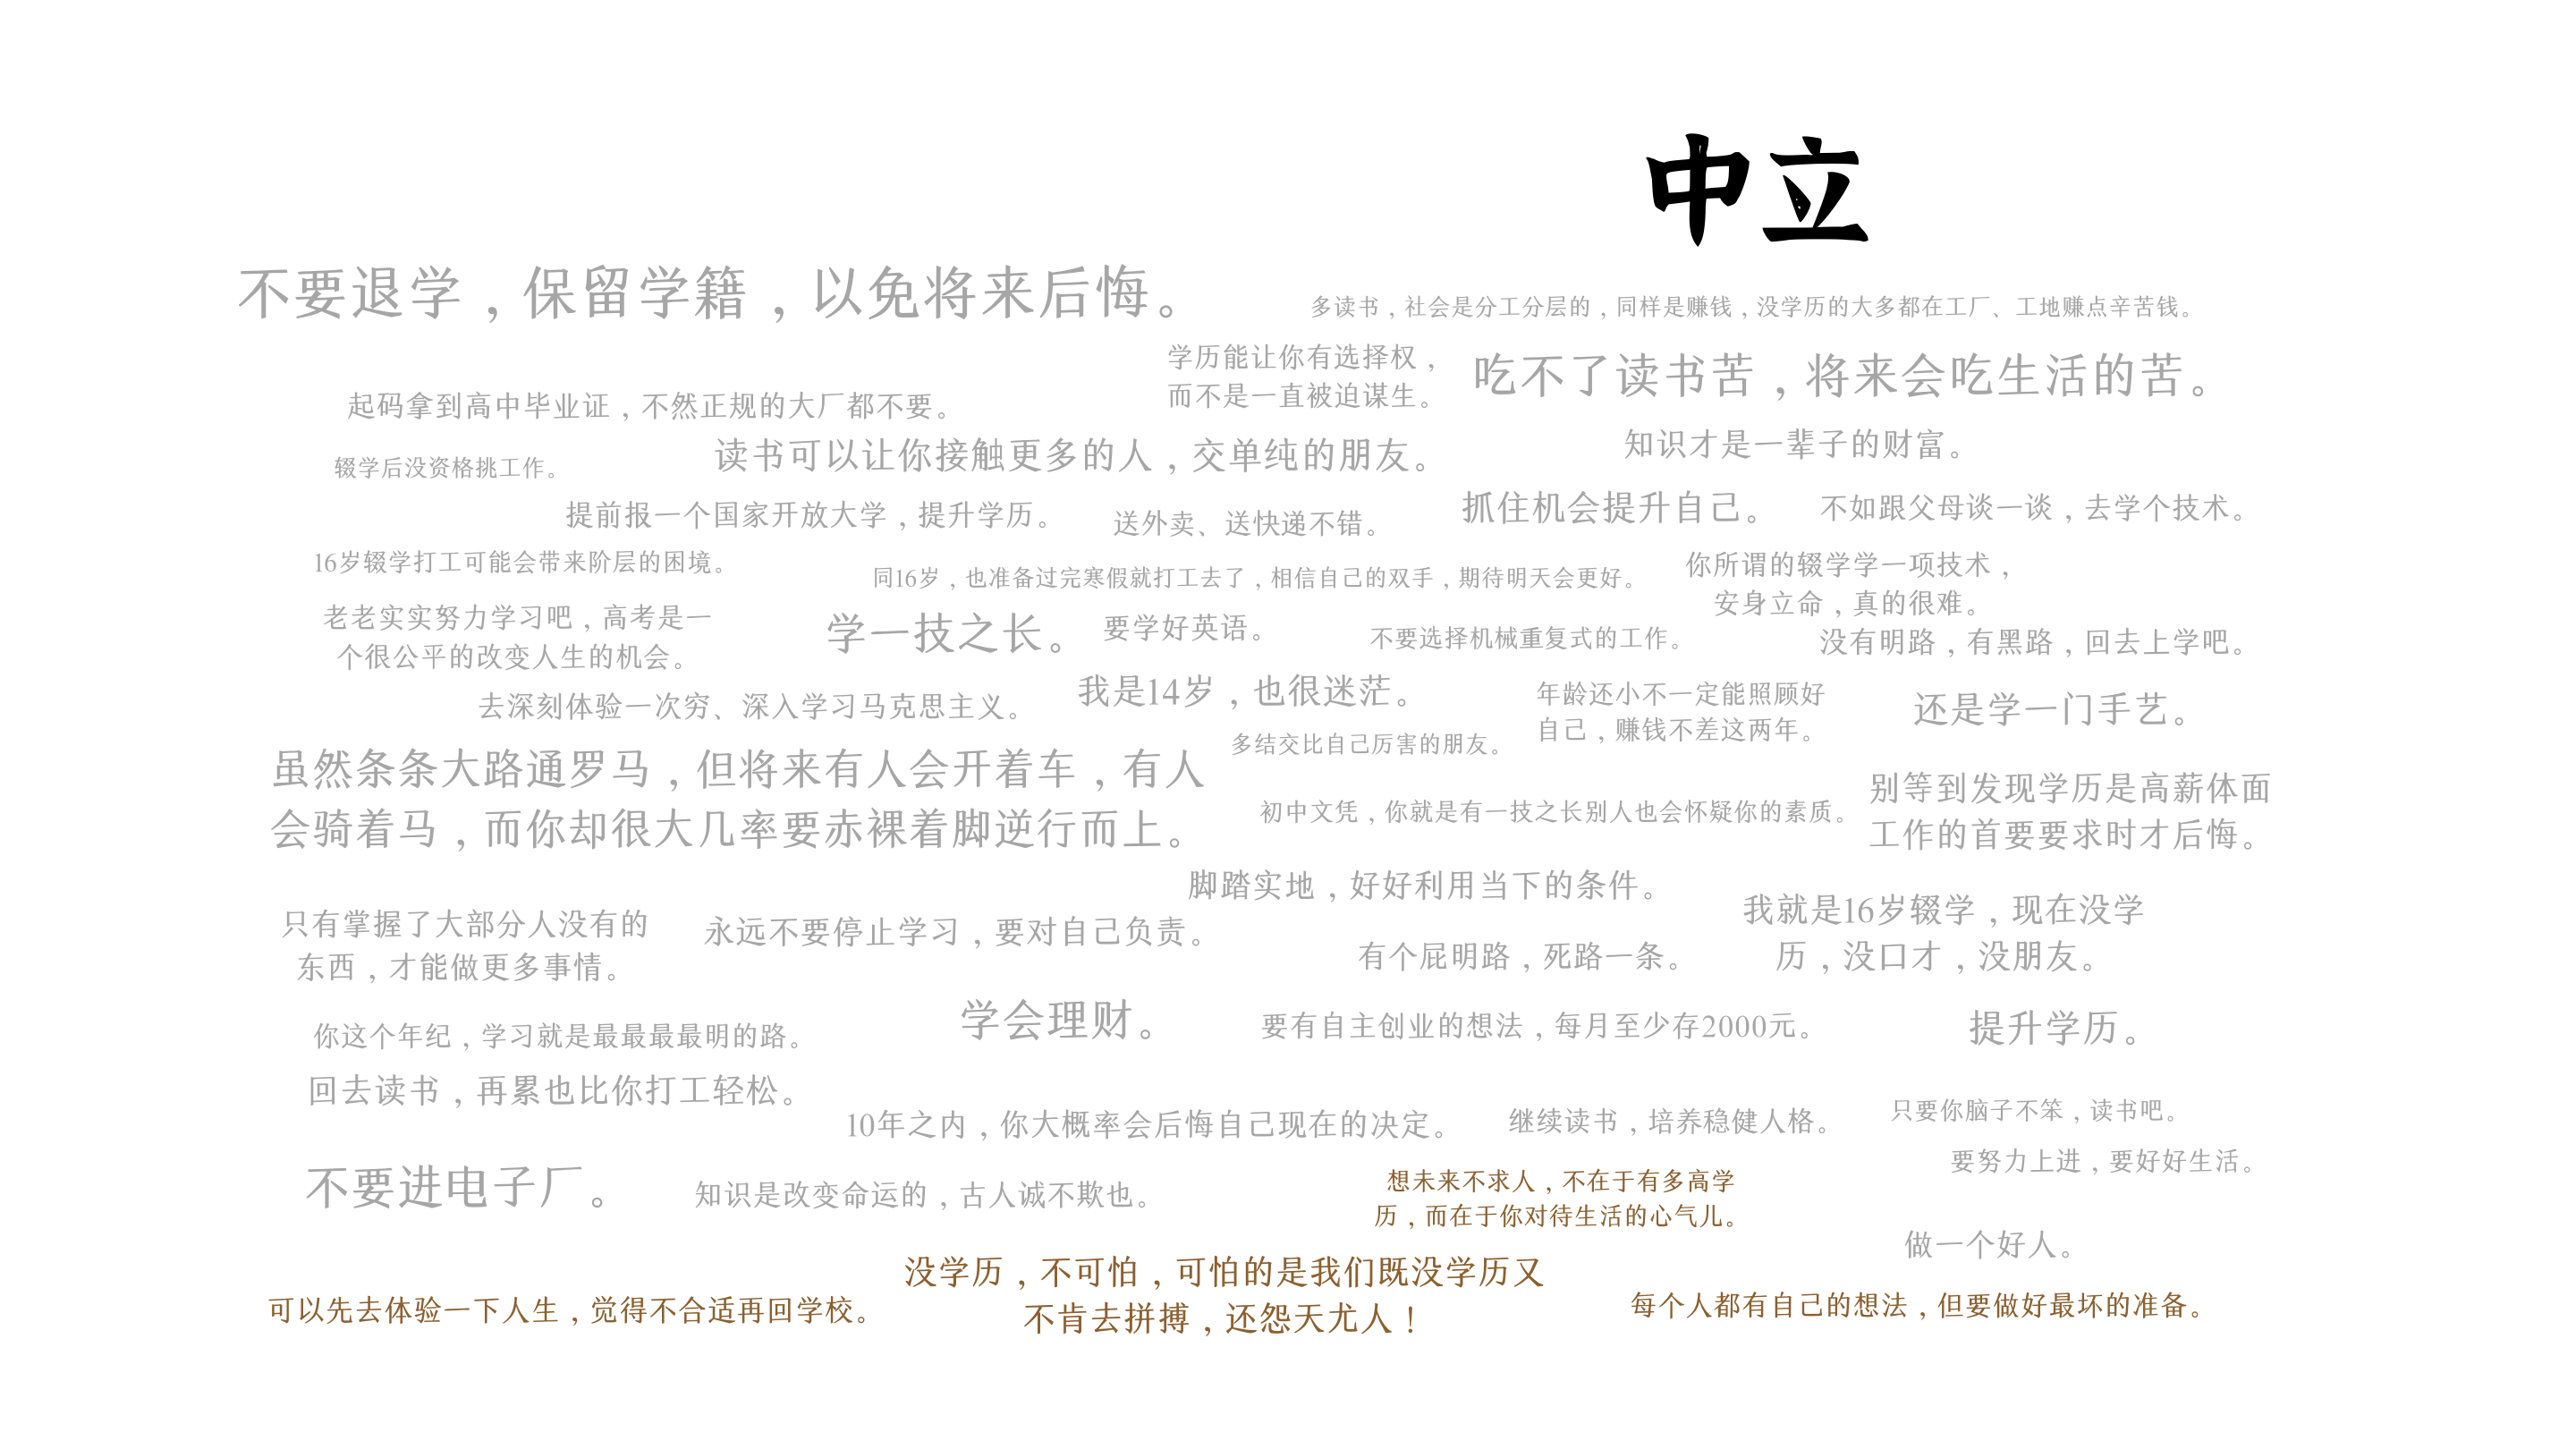 中立
不要退学，保留学籍，以免将来后悔。
多读书，社会是分工分层的，同样是赚钱，没学历的大多都在工厂、工地赚点辛苦钱。
学历能让你有选择权，
而不是一直被迫谋生。
吃不了读书苦，将来会吃生活的苦。
起码拿到高中毕业证，不然正规的大厂都不要。
读书可以让你接触更多的人，交单纯的朋友。
知识才是一辈子的财富。
辍学后没资格挑工作。
提前报一个国家开放大学，提升学历。
送外卖、送快递不错。
抓住机会提升自己。
不如跟父母谈一谈，去学个技术。
16岁辍学打工可能会带来阶层的困境。
同16岁，也准备过完寒假就打工去了，相信自己的双手，期待明天会更好。
你所谓的辍学学一项技术，
安身立命，真的很难。
老老实实努力学习吧，高考是一
个很公平的改变人生的机会。
学一技之长。
要学好英语。
不要选择机械重复式的工作。
没有明路，有黑路，回去上学吧。
去深刻体验一次穷、深入学习马克思主义。
我是14岁，也很迷茫。
年龄还小不一定能照顾好
自己，赚钱不差这两年。
还是学一门手艺。
多结交比自己厉害的朋友。
虽然条条大路通罗马，但将来有人会开着车，有人
会骑着马，而你却很大几率要赤裸着脚逆行而上。
初中文凭，你就是有一技之长别人也会怀疑你的素质。
别等到发现学历是高薪体面
工作的首要要求时才后悔。
脚踏实地，好好利用当下的条件。
我就是16岁辍学，现在没学
历，没口才，没朋友。
只有掌握了大部分人没有的
东西，才能做更多事情。
永远不要停止学习，要对自己负责。
有个屁明路，死路一条。
学会理财。
要有自主创业的想法，每月至少存2000元。
提升学历。
你这个年纪，学习就是最最最最明的路。
回去读书，再累也比你打工轻松。
10年之内，你大概率会后悔自己现在的决定。
继续读书，培养稳健人格。
只要你脑子不笨，读书吧。
要努力上进，要好好生活。
不要进电子厂。
知识是改变命运的，古人诚不欺也。
想未来不求人，不在于有多高学
历，而在于你对待生活的心气儿。
做一个好人。
没学历，不可怕，可怕的是我们既没学历又
不肯去拼搏，还怨天尤人！
可以先去体验一下人生，觉得不合适再回学校。
每个人都有自己的想法，但要做好最坏的准备。